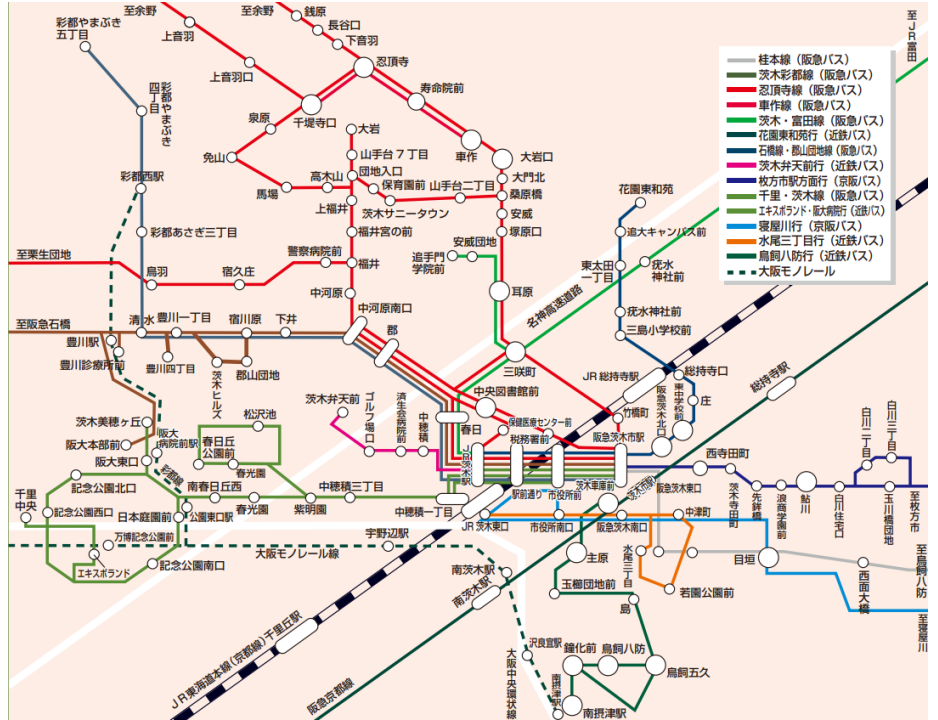 至余野
至余野
銭原
長谷口
下音羽
上音羽
上音羽口
忍頂寺
寿命院前
千堤寺口
泉原
免山
馬場
高木山
車作
大岩口
大門北
桑原橋
安威
塚原口
大岩
山手台7丁目
団地入口
保育園前
山手台二丁目
茨木サニータウン
上福井
福井宮の前
警察病院前
福井
中河原
中河原南口
彩都やまぶき
五丁目
彩都やまぶき
四丁目
彩都西駅
彩都あさぎ三丁目
至粟生団地
鳥羽
宿久庄
至阪急石橋
清水
豊川一丁目
宿川原
下井
豊川駅
豊川診療所前
豊川四丁目
茨木ヒルズ
郡山団地
郡
安威団地
追手門
学院前
耳原
三咲町
名神高速道路
花園東和苑
追大キャンパス前
東太田
一丁目
疣水
神社前
疣水神社前
三島小学校前
総持寺口
庄
東中学校前
阪急茨木北口
JR総持寺駅
総持寺駅
至JR富田
桂本線(阪急バス)
茨木彩都線(阪急バス)
忍頂寺線(阪急バス)
車作線(阪急バス)
茨木・富田線(阪急バス)
花園東和苑行(近鉄バス)
石橋線・郡山団地線(阪急バス)
茨木弁天前行(近鉄バス)
枚方市駅方面行(京阪バス)
千里・茨木線(阪急バス)
エキスポランド・阪大病院行(近鉄バス)
寝屋川行(京阪バス)
水尾三丁目行(近鉄バス)
鳥飼八防行(近鉄バス)
大阪モノレール
中央図書館前
保健医療センター前
竹橋町
春日
税務署前
阪急茨木市駅
JR茨木駅
茨木弁天前
ゴルフ場口
済生会病院前
中穂積
茨木美穂ヶ丘
阪大本部前
阪大
病院前駅
阪大東口
彩都線
松沢池
春日丘
公園前
春光園
記念公園北口
南春日丘西
春光園
紫明園
中穂積三丁目
中穂積一丁目
千里
中央
記念公園西口
日本庭園前
公園東口駅
万博記念公園前
エキスポランド
記念公園南口
大阪モノレール線
宇野辺駅
駅前通り
市役所前
茨木車庫前
茨木市駅
JR茨木東口
市役所南口
阪急茨木南口
阪急茨木東口
中津町
西寺田町
茨木寺田町
先鋒橋
浪商学園前
鮎川
白川住宅口
白川二丁目
白川三丁目
玉川橋団地
至枚方市
主原
水尾三丁目
目垣
若園公園前
西面大橋
至鳥飼八防
至寝屋川
玉櫛団地前
島
南茨木駅
南茨木駅
沢良宜駅
鐘化前
鳥飼八防
鳥飼五久
南摂津駅
南摂津駅
大阪中央環状線
JR東海道本線(京都線)千里丘駅
阪急京都線